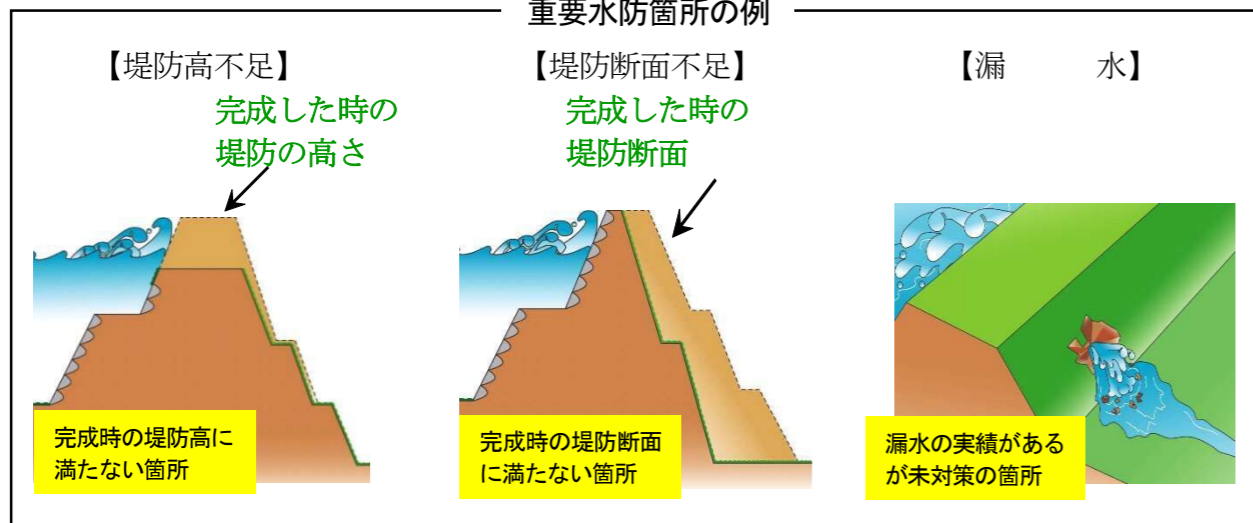 重要水防箇所の例
【堤防高不足】
完成した時の
堤防の高さ
完成時の堤防高に
満たない箇所
【堤防断面不足】
完成した時の
堤防断面
完成時の堤防断面
に満たない箇所
【漏　　　水】
漏水の実績がある
が未対策の箇所